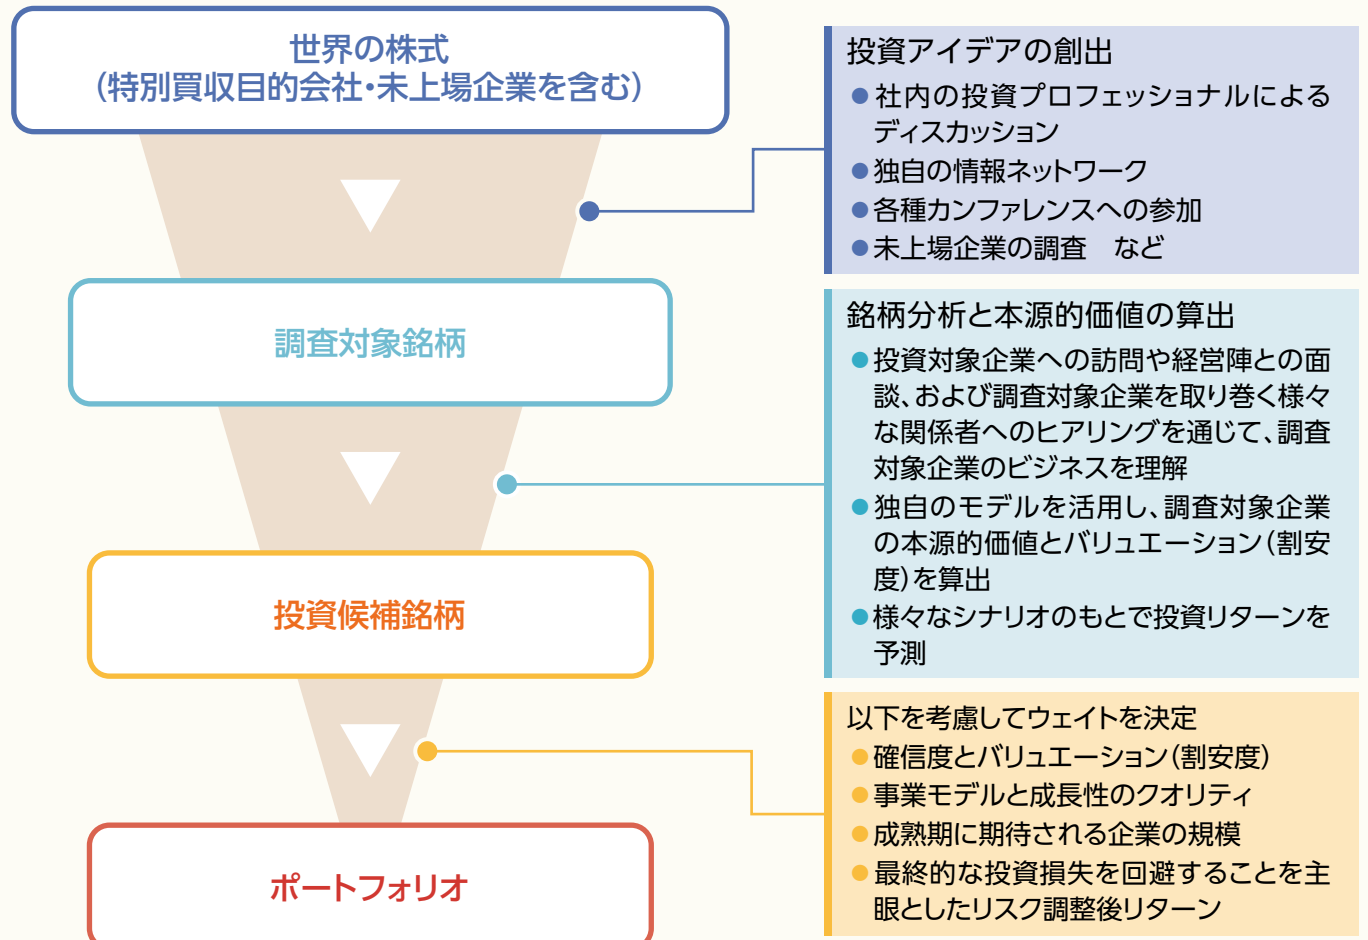 世界の株式
(特別買収目的会社・未上場企業を含む)
投資アイデアの創出
●社内の投資プロフェッショナルによる
ディスカッション
●独自の情報ネットワーク
●各種カンファレンスへの参加
●未上場企業の調査　など
調査対象銘柄
銘柄分析と本源的価値の算出
●投資対象企業への訪問や経営陣との面
談、および調査対象企業を取り巻く様々
な関係者へのヒアリングを通じて、調査
対象企業のビジネスを理解
●独自のモデルを活用し、調査対象企業
の本源的価値とバリュエーション(割安
度)を算出
●様々なシナリオのもとで投資リターンを
予測
投資候補銘柄
以下を考慮してウェイトを決定
●確信度とバリュエーション(割安度)
●事業モデルと成長性のクオリティ
●成熟期に期待される企業の規模
●最終的な投資損失を回避することを主
眼としたリスク調整後リターン
ポートフォリオ